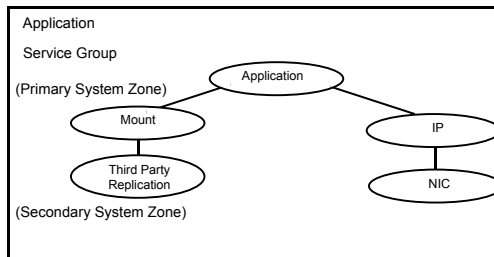 Application
Service Group
(Primary System Zone)
Application
Mount
IP
Third Party
Replication
NIC
(Secondary System Zone)